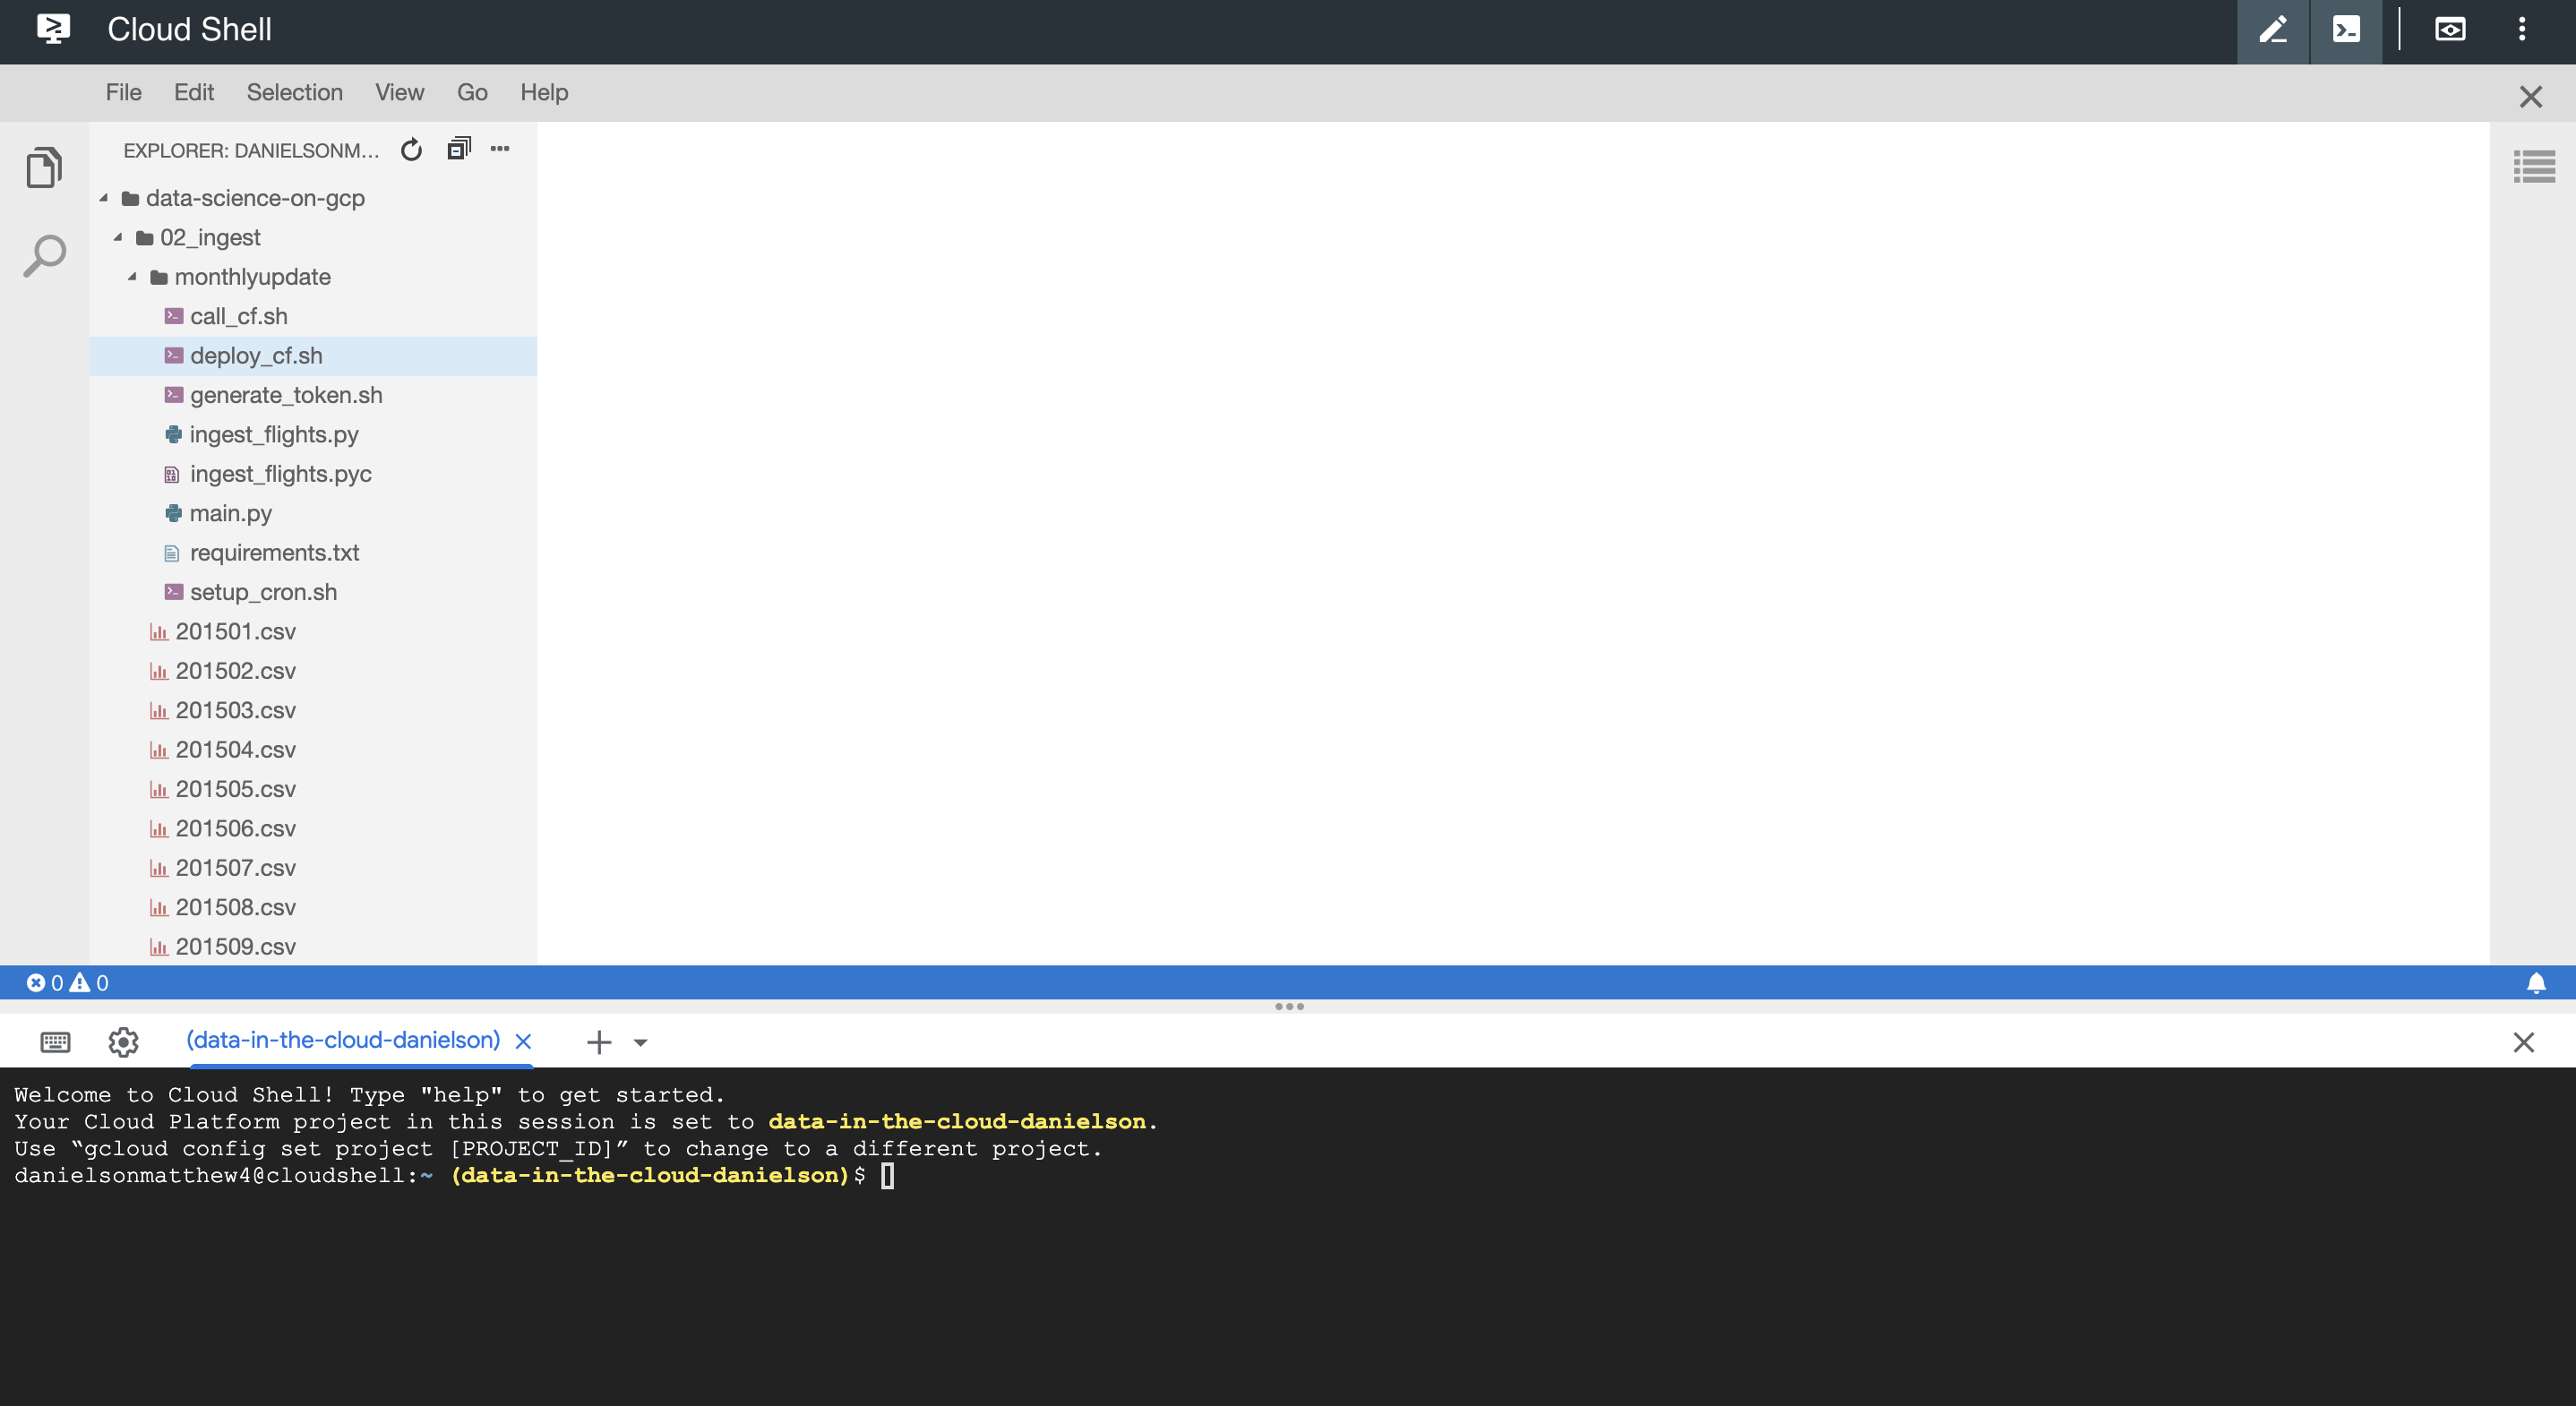 Cloud Shell
File Edit Selection View Go Help
EXPLORER: DANIELSONM...
data-science-on-gcp
02_ingest
monthlyupdate
call_cf.sh
deploy_cf.sh
generate_token.sh
ingest_flights.py
ingest_flights.pyc
main.py
requirements.txt
setup_cron.sh
201501.csv
201502.csv
201503.csv
201504.csv
201505.csv
201506.csv
201507.csv
201508.csv
201509.csv
0 0
(data-in-the-cloud-danielson)
Welcome to Cloud Shell! Type "help" to get started.
Your Cloud Platform project in this session is set to data-in-the-cloud-danielson.
Use “gcloud config set project [PROJECT_ID]” to change to a different project.
danielsonmatthew4@cloudshell:~ (data-in-the-cloud-danielson)$